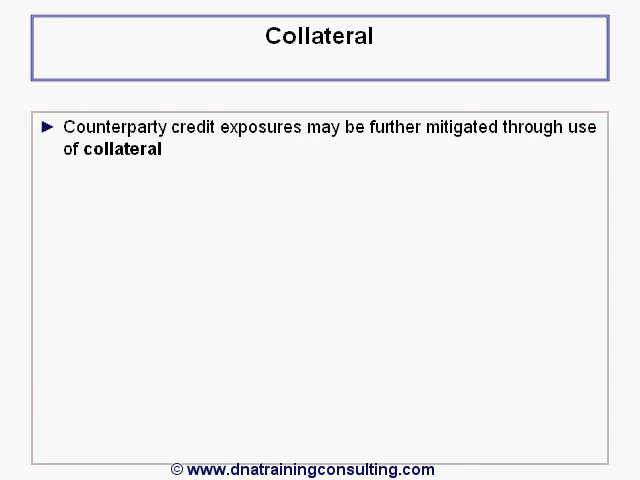 Collateral
► Counterparty credit exposures may be further mitigated through use
of collateral
© www.dnatrainingconsulting.com